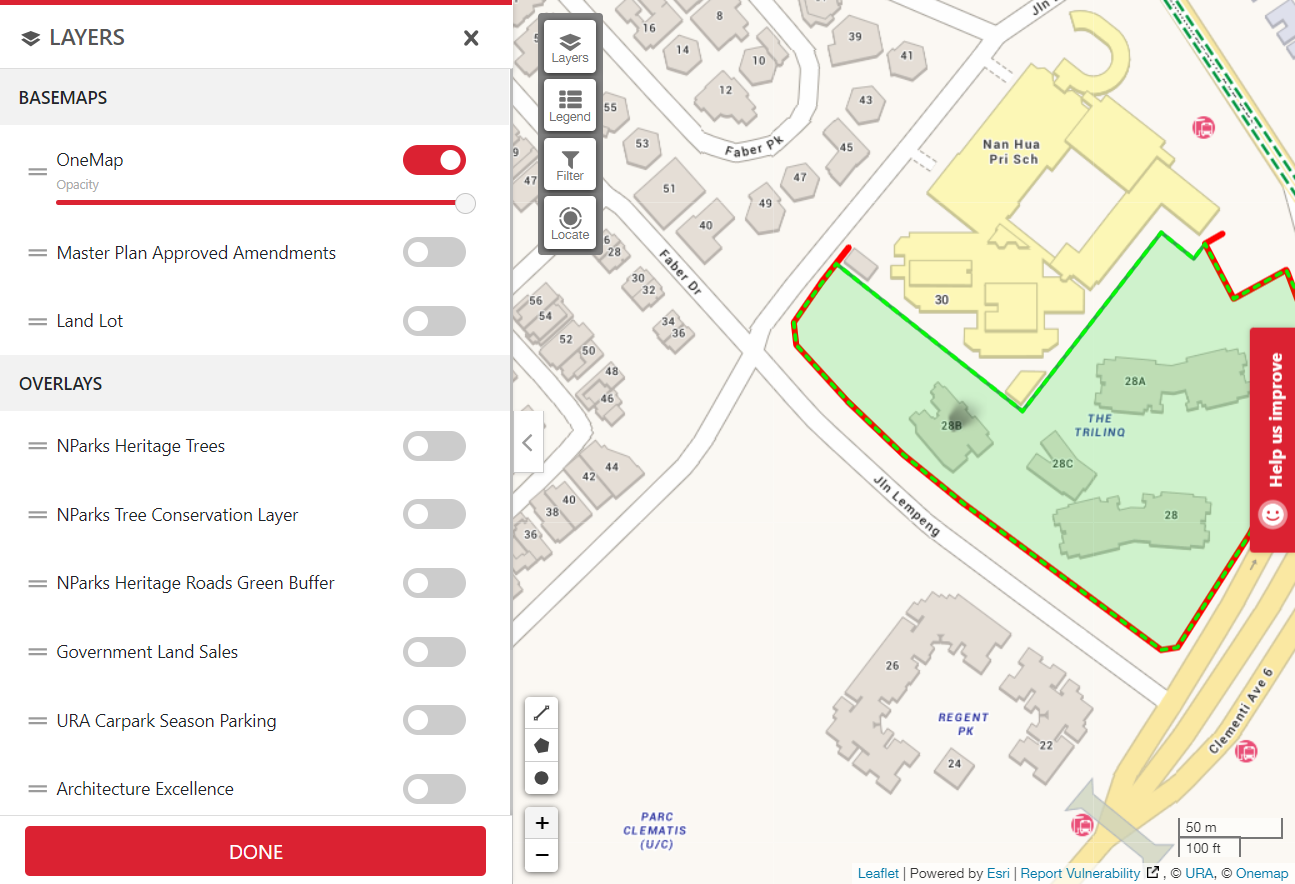 LAYERS
BASEMAPS
OneMap
Opacity
Master Plan Approved Amendments
Land Lot
OVERLAYS
NParks Heritage Trees
NParks Tree Conservation Layer
NParks Heritage Roads Green Buffer
Government Land Sales
URA Carpark Season Parking
Architecture Excellence
DONE
Layers
Legend
Filter
Locate
Jln
16
8
14
10
12
39
41
43
45
47
49
51
53
55
40
47
28
30
32
34
36
56
54
52
50
48
46
44
42
40
38
36
Faber Pk
Faber Dr
Nan Hua
Pri Sch
30
28A
THE
TRILINQ
28B
28C
28
Jln Lempeng
26
REGENT
PK
24
22
Clementi Ave 6
PARC
CLEMATIS
(U/C)
Help us improve
+
−
50 m
100 ft
Leaflet | Powered by Esri | Report Vulnerability , © URA, © Onemap